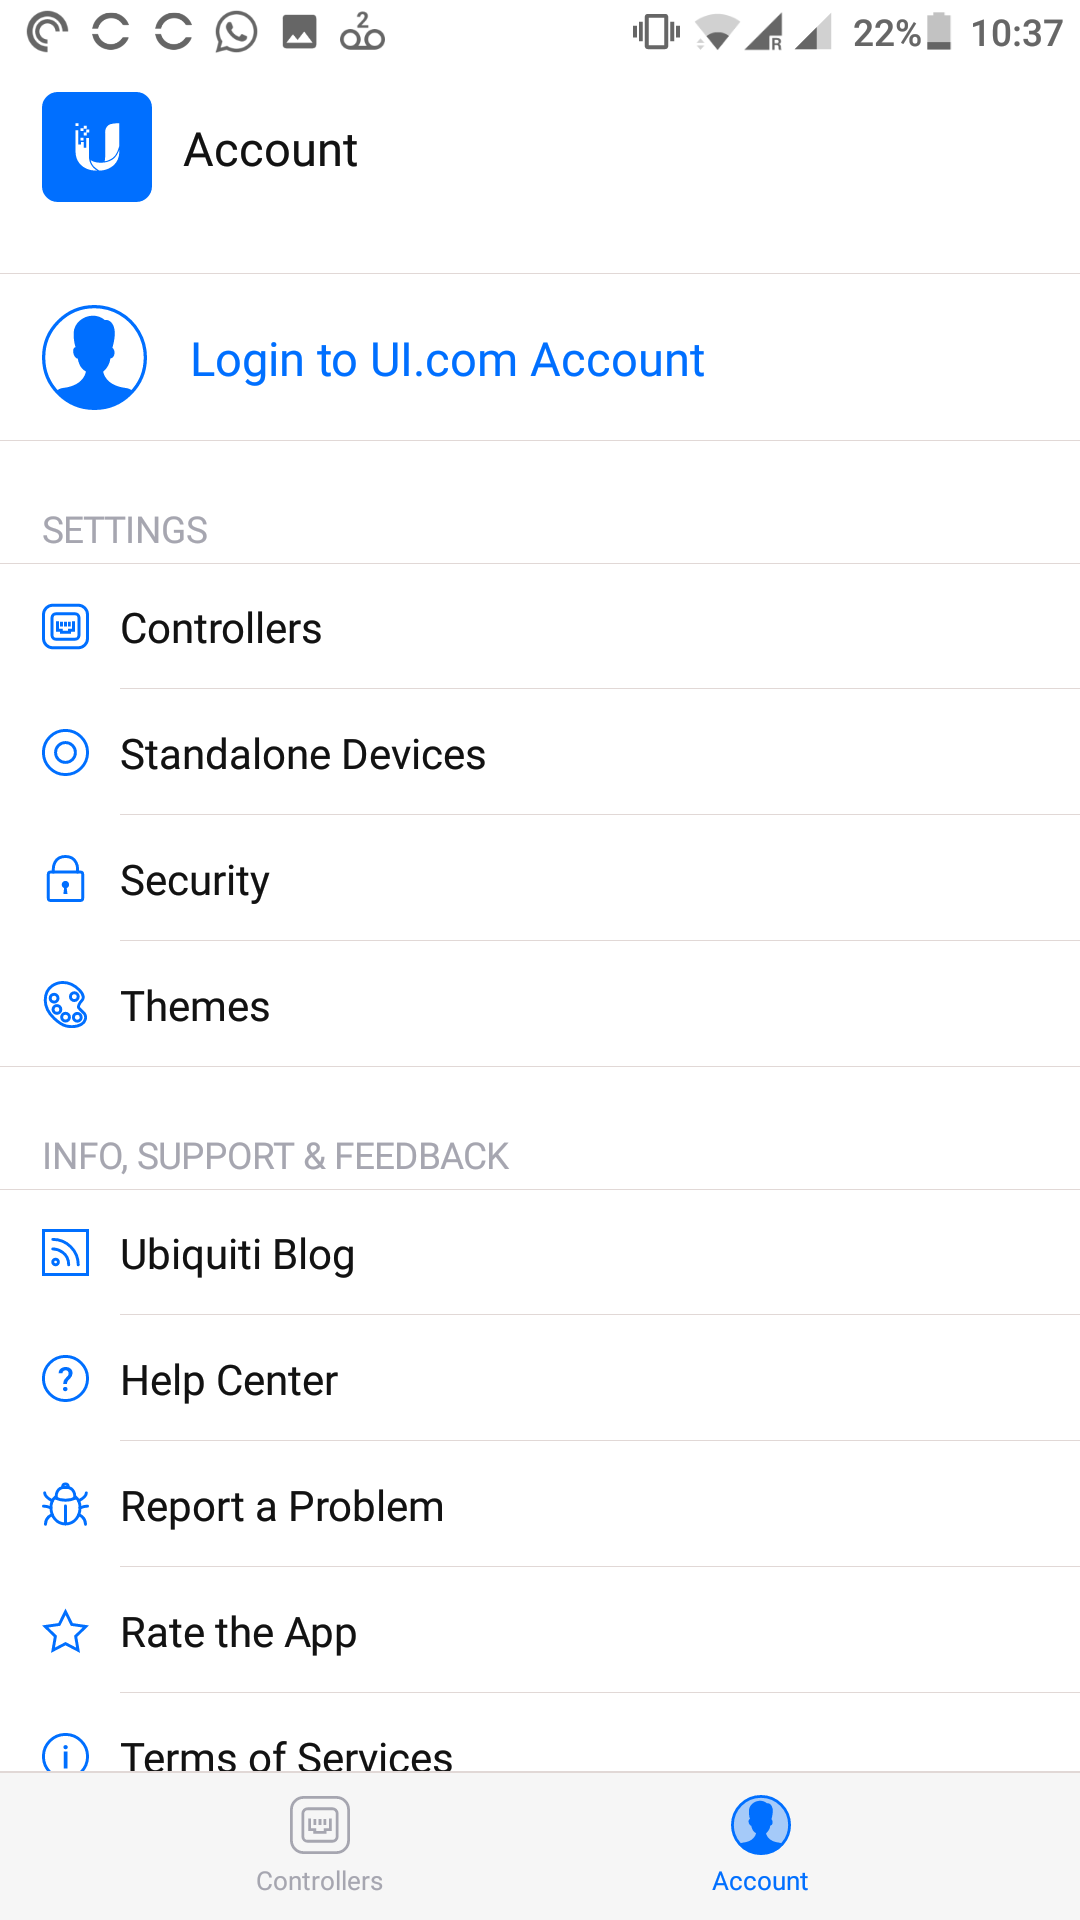 2
R
22%
10:37
Account
Login to UI.com Account
SETTINGS
Controllers
Standalone Devices
Security
Themes
INFO, SUPPORT & FEEDBACK
Ubiquiti Blog
Help Center
Report a Problem
Rate the App
Terms of Services
Controllers
Account